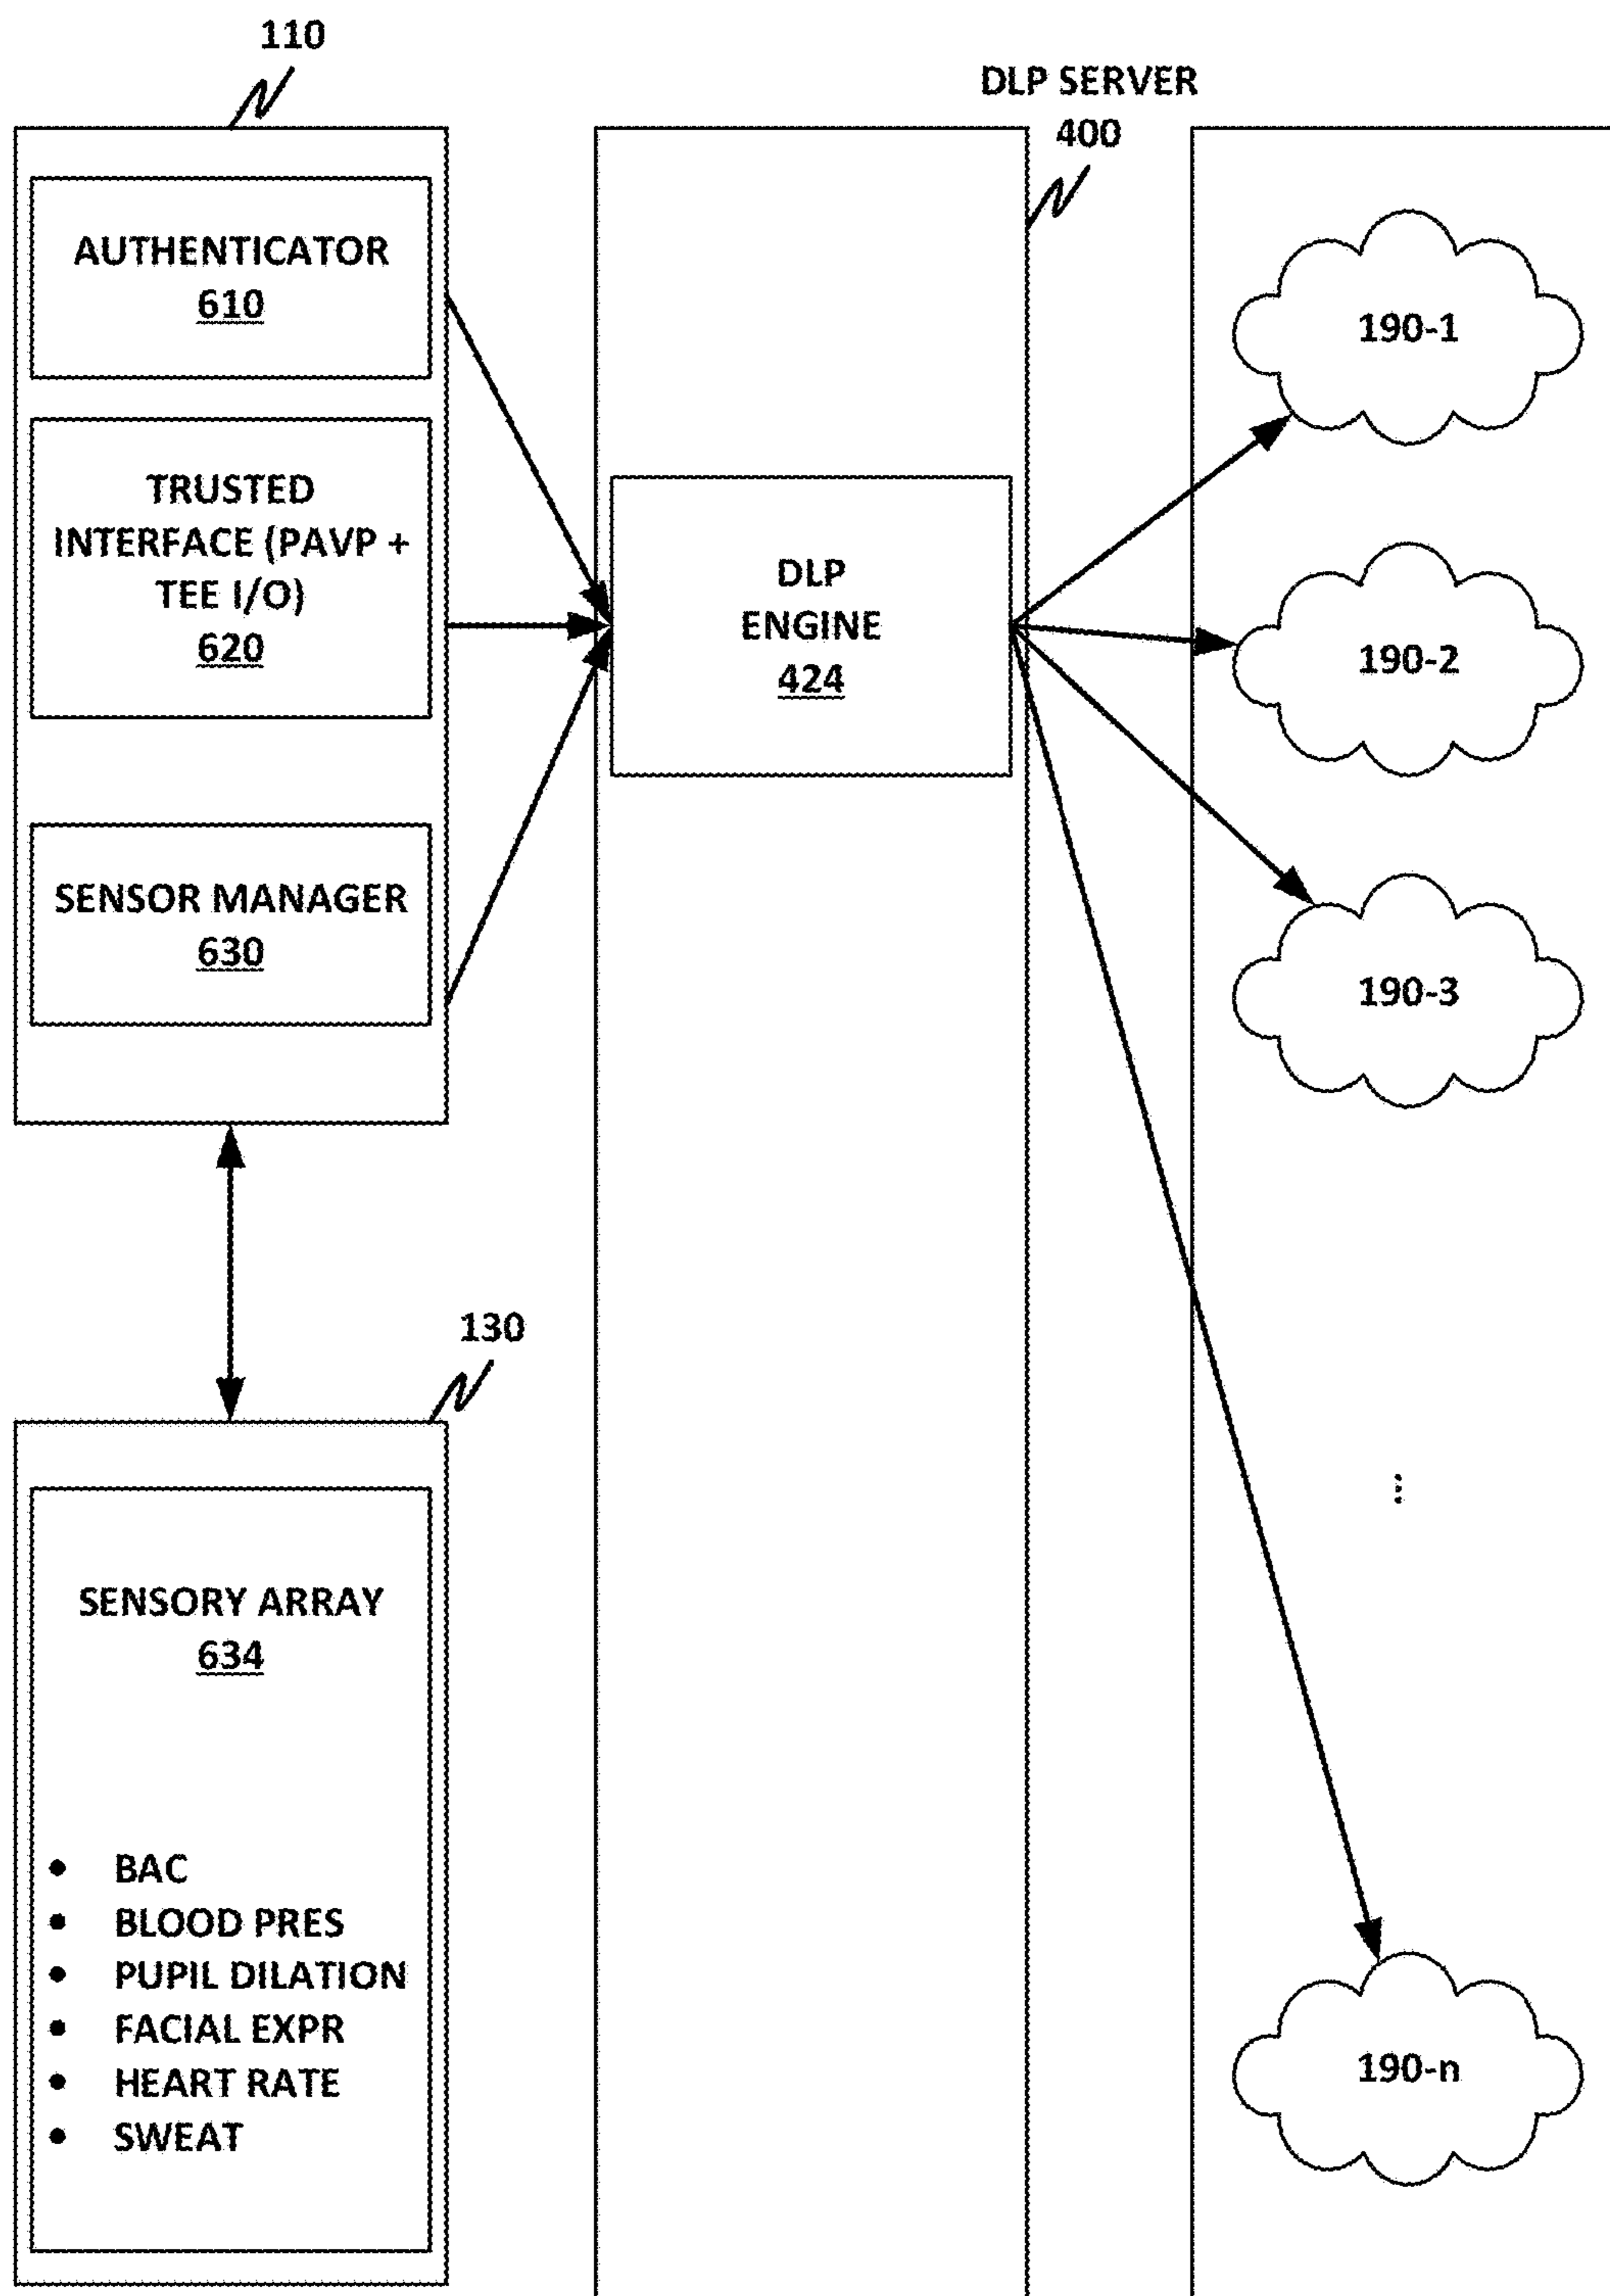 110
AUTHENTICATOR
610
TRUSTED
INTERFACE (PAVP +
TEE I/O)
620
SENSOR MANAGER
630
130
SENSORY ARRAY
634
• BAC
• BLOOD PRES
• PUPIL DILATION
• FACIAL EXPR
• HEART RATE
• SWEAT
DLP SERVER
400
DLP
ENGINE
424
190-1
190-2
190-3
...
190-n